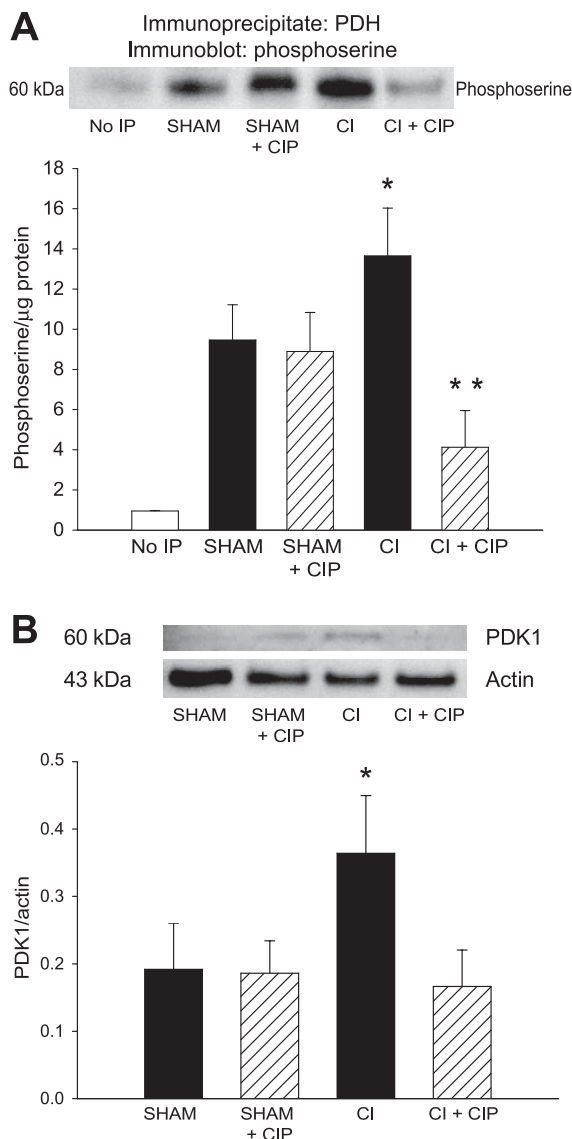 A
Immunoprecipitate: PDH
Immunoblot: phosphoserine
60 kDa Phosphoserine
No IP SHAM SHAM + CIP CI CI + CIP
18
16
14
12
10
8
6
4
2
0
Phosphoserine/µg protein
*
* *
No IP SHAM SHAM + CIP CI CI + CIP
B
60 kDa PDK1
43 kDa Actin
SHAM SHAM + CIP CI CI + CIP
0.5
0.4
0.3
0.2
0.1
0.0
PDK1/actin
*
SHAM SHAM + CIP CI CI + CIP